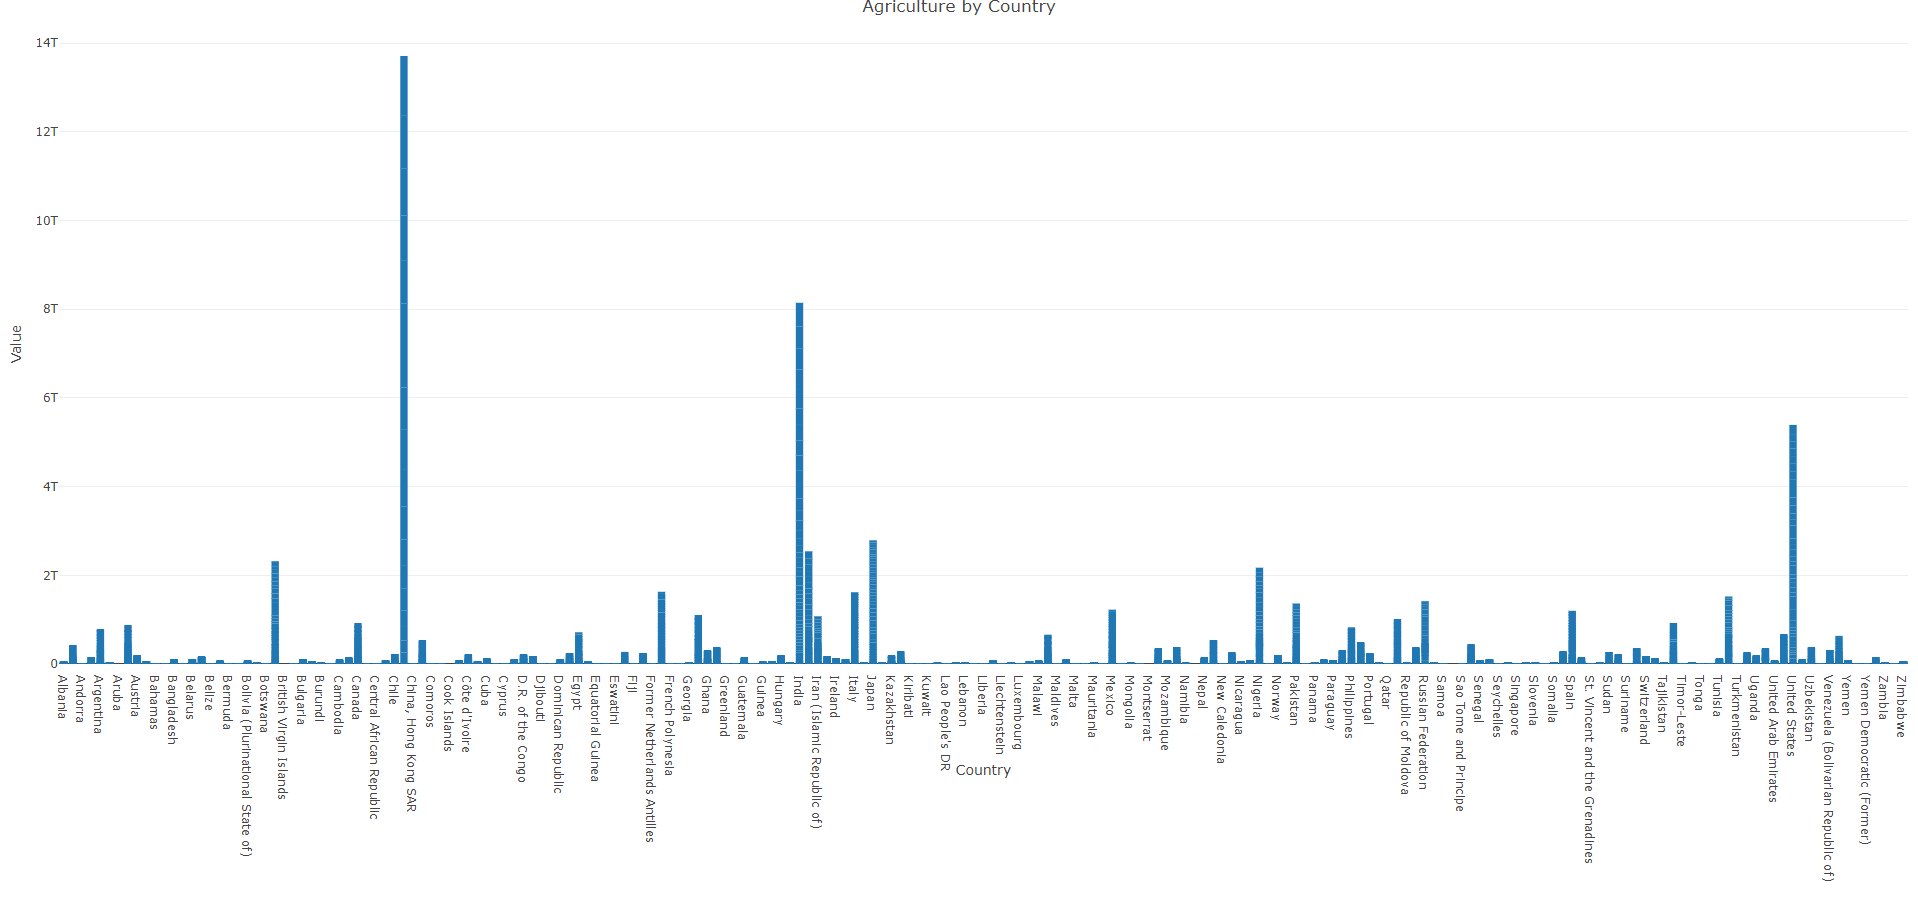 Agriculture by Country
14T
12T
10T
8T
6T
4T
2T
0
Value
Albania
Andorra
Argentina
Aruba
Austria
Bahamas
Bangladesh
Belarus
Belize
Bermuda
Bolivia (Plurinational State of)
Botswana
British Virgin Islands
Bulgaria
Burundi
Cambodia
Canada
Central African Republic
Chile
China, Hong Kong SAR
Comoros
Cook Islands
Côte d'Ivoire
Cuba
Cyprus
D.R. of the Congo
Djibouti
Dominican Republic
Egypt
Equatorial Guinea
Eswatini
Fiji
Former Netherlands Antilles
French Polynesia
Georgia
Ghana
Greenland
Guatemala
Guinea
Hungary
India
Iran (Islamic Republic of)
Ireland
Italy
Japan
Kazakhstan
Kiribati
Kuwait
Lao People's DR
Lebanon
Liberia
Liechtenstein
Luxembourg
Malawi
Maldives
Malta
Mauritania
Mexico
Mongolia
Montserrat
Mozambique
Namibia
Nepal
New Caledonia
Nicaragua
Nigeria
Norway
Pakistan
Panama
Paraguay
Philippines
Portugal
Qatar
Republic of Moldova
Russian Federation
Samoa
Sao Tome and Principe
Senegal
Seychelles
Singapore
Slovenia
Somalia
Spain
St. Vincent and the Grenadines
Sudan
Suriname
Switzerland
Tajikistan
Timor-Leste
Tonga
Tunisia
Turkmenistan
Uganda
United Arab Emirates
United States
Uzbekistan
Venezuela (Bolivarian Republic of)
Yemen
Yemen Democratic (Former)
Zambia
Zimbabwe
Country